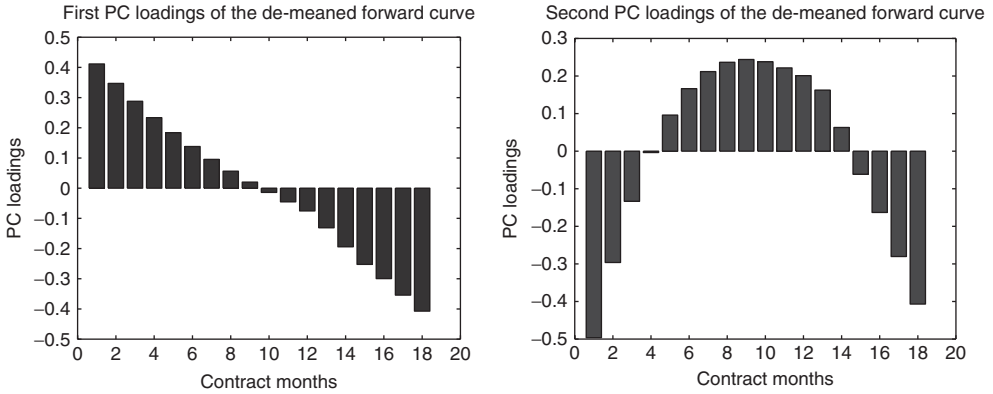 First PC loadings of the de-meaned forward curve
0.5
0.4
0.3
0.2
0.1
0
−0.1
−0.2
−0.3
−0.4
−0.5
PC loadings
0 2 4 6 8 10 12 14 16 18 20
Contract months
Second PC loadings of the de-meaned forward curve
0.3
0.2
0.1
0
−0.1
−0.2
−0.3
−0.4
−0.5
PC loadings
0 2 4 6 8 10 12 14 16 18 20
Contract months